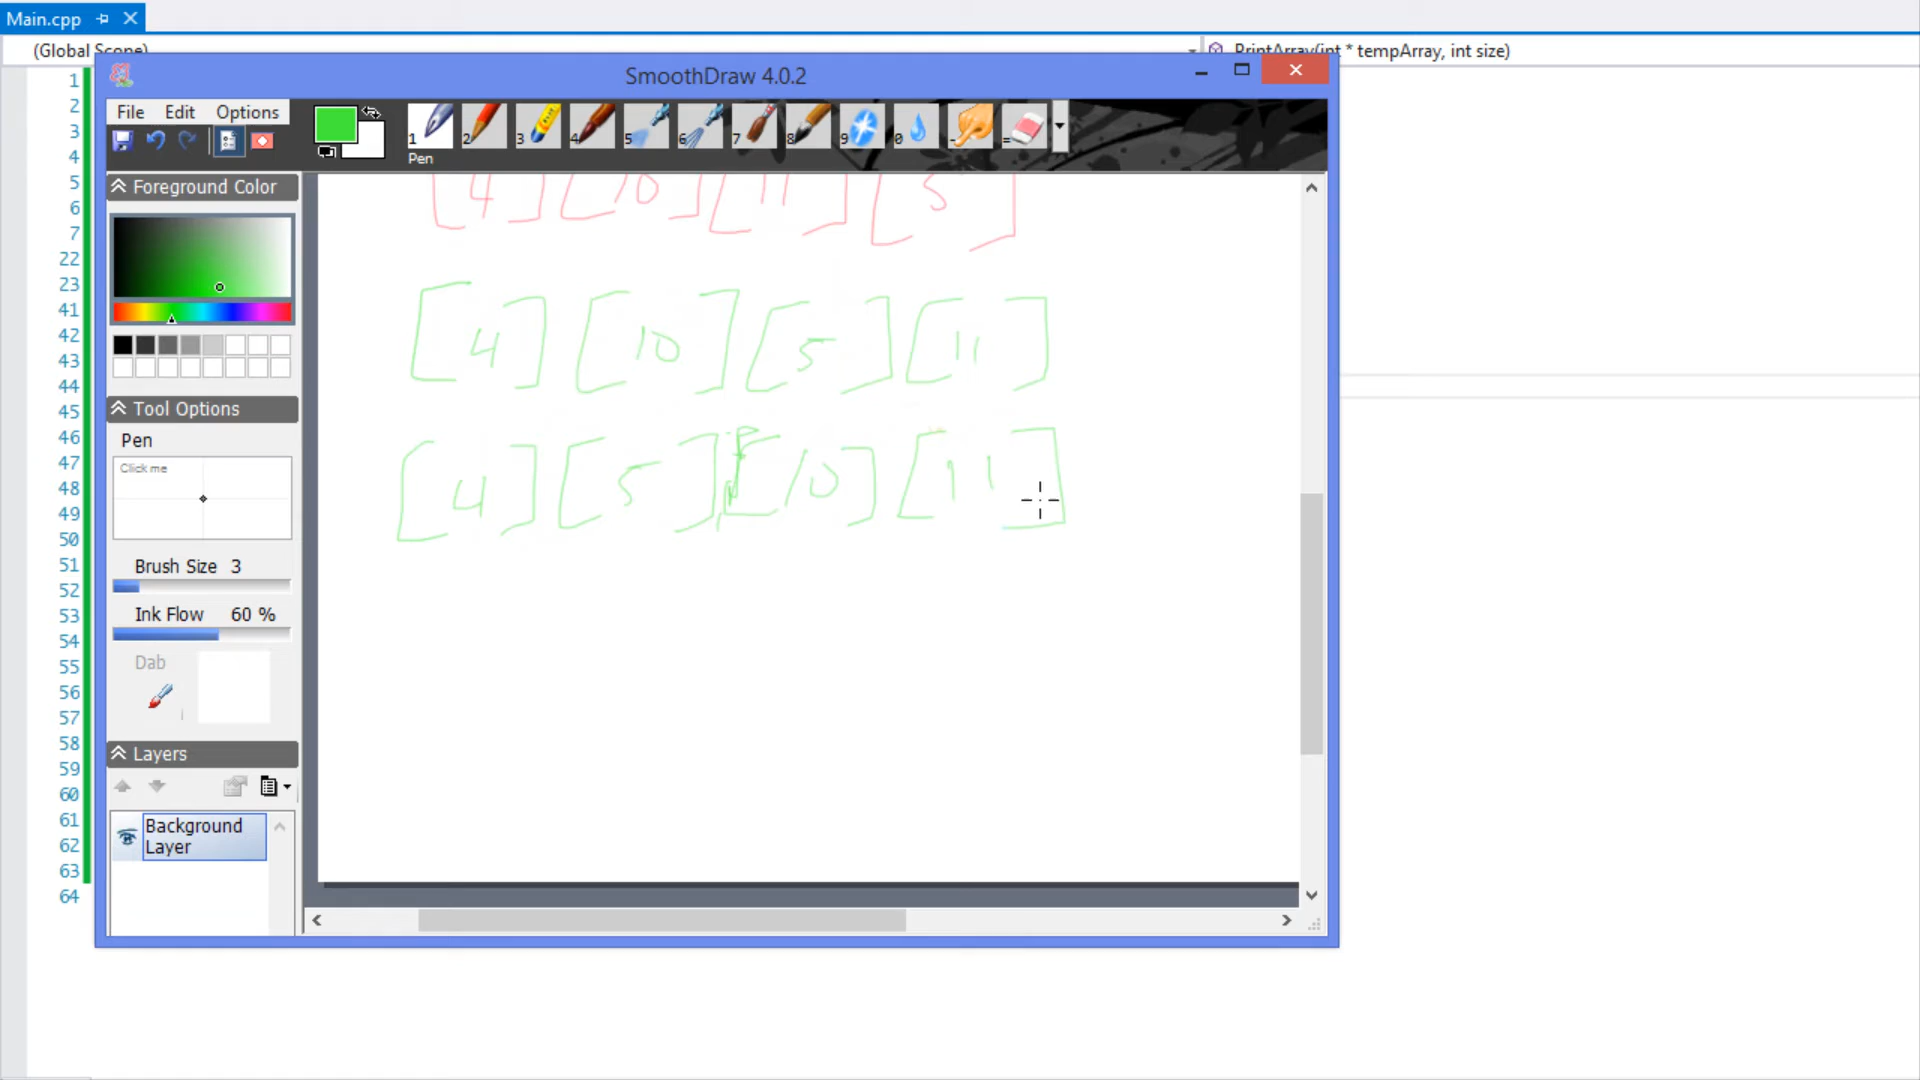 Main.cpp
(Global Scope)
PrintArray(int * tempArray, int size)
SmoothDraw 4.0.2
File Edit Options
1 2 3 4 5 6 7 8 9 0 - =
Pen
Foreground Color
Tool Options
Pen
Click me
Brush Size 3
Ink Flow 60 %
Dab
Layers
Background
Layer
[4] [10] [11] [5]
[4] [10] [5] [11]
[4] [5] [10] [11]
1
2
3
4
5
6
7
22
23
41
42
43
44
45
46
47
48
49
50
51
52
53
54
55
56
57
58
59
60
61
62
63
64